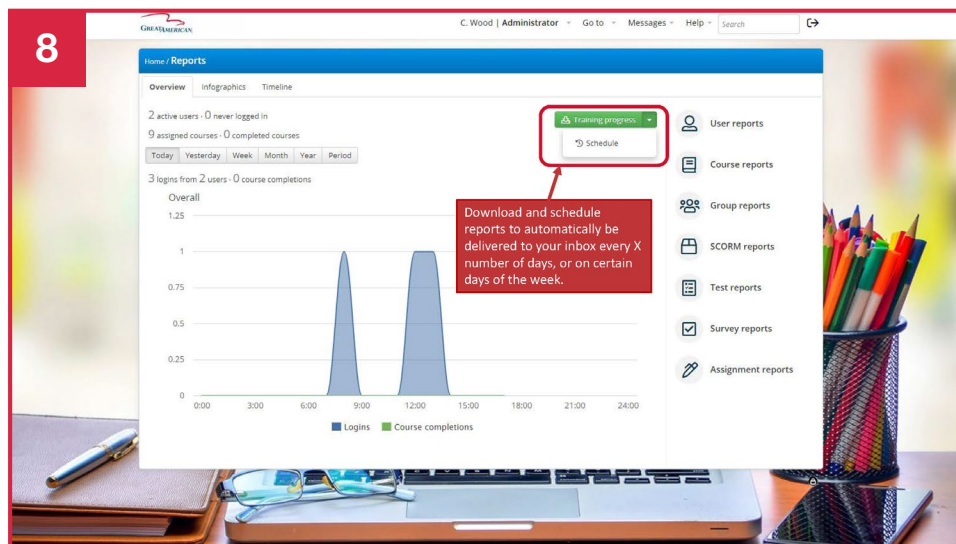 8
GREATAMERICAN
C. Wood | Administrator Go to Messages Help Search
Home / Reports
Overview Infographics Timeline
2 active users · 0 never logged in
9 assigned courses · 0 completed courses
Today Yesterday Week Month Year Period
3 logins from 2 users · 0 course completions
Training progress
Schedule
Download and schedule
reports to automatically be
delivered to your inbox every X
number of days, or on certain
days of the week.
Overall
1.25
1
0.75
0.5
0.25
0
0:00 3:00 6:00 9:00 12:00 15:00 18:00 21:00 24:00
Logins Course completions
User reports
Course reports
Group reports
SCORM reports
Test reports
Survey reports
Assignment reports